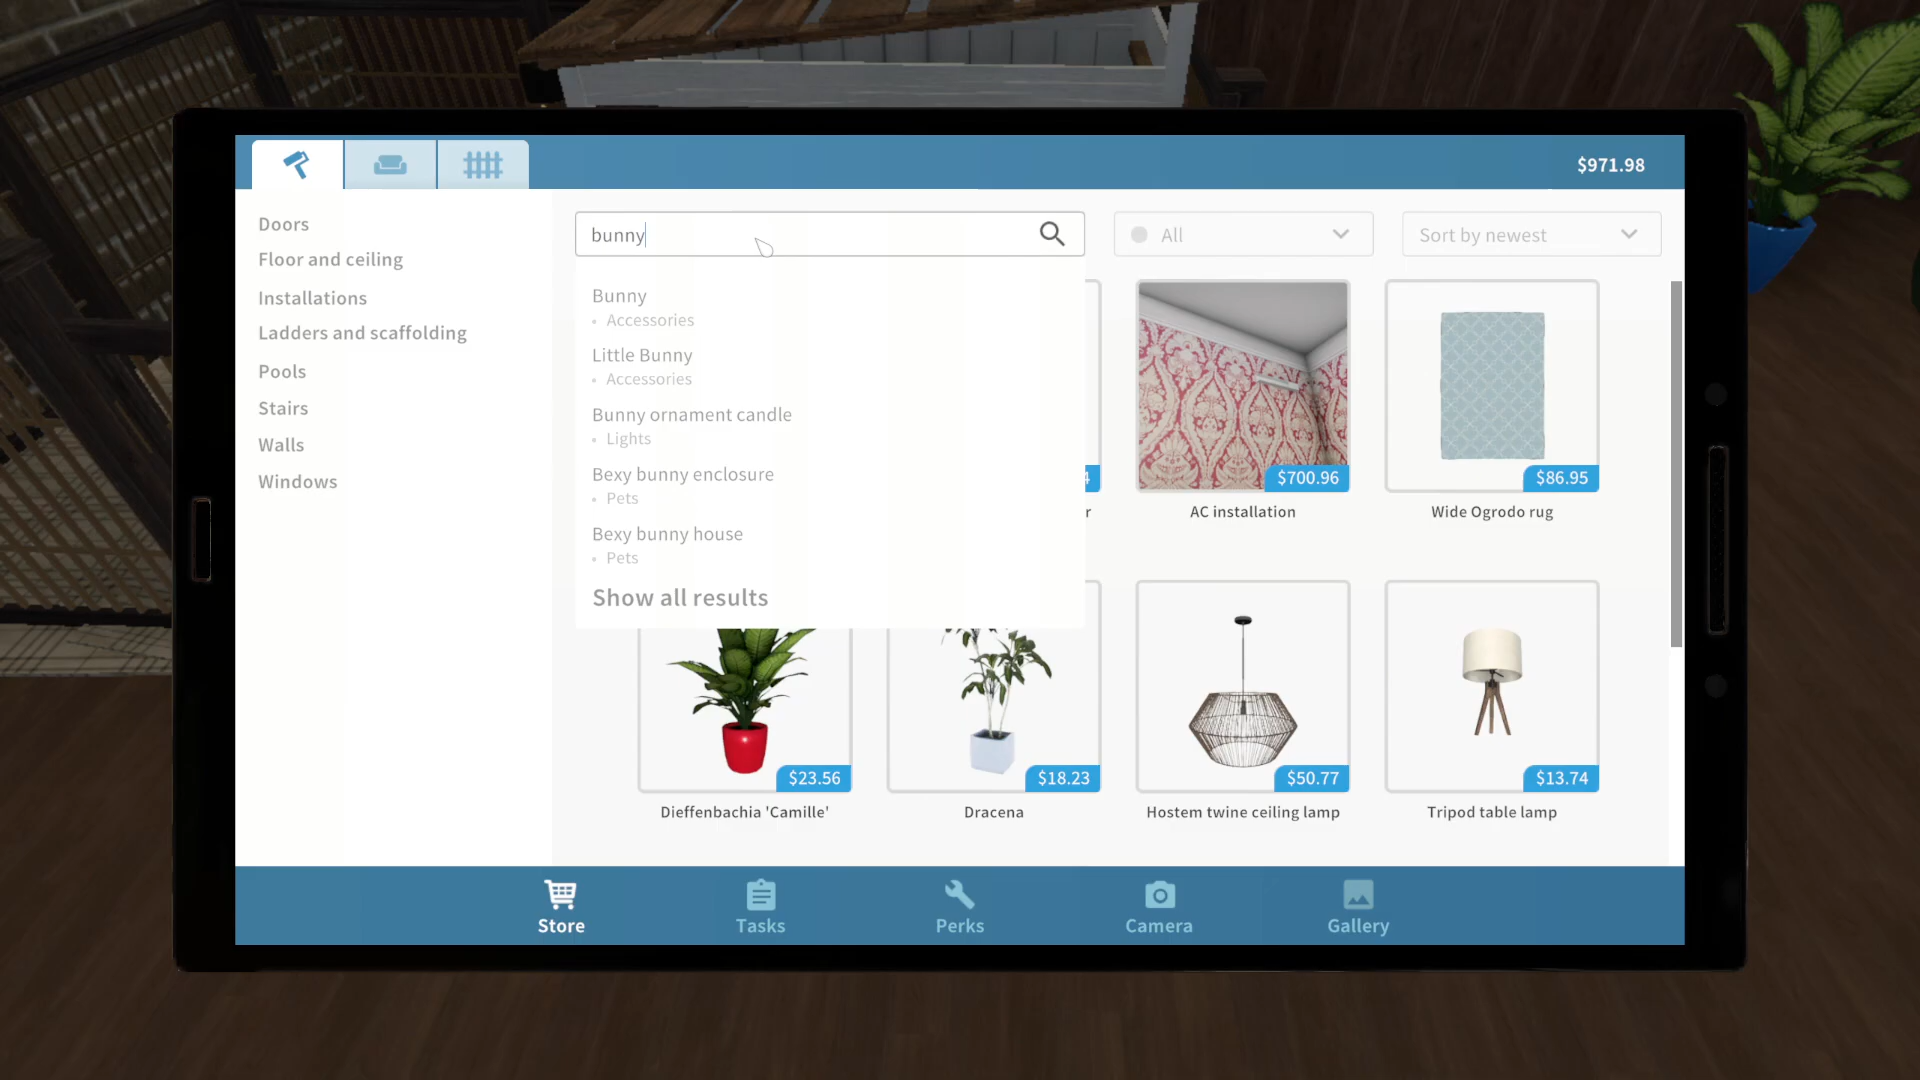 $971.98
Doors
Floor and ceiling
Installations
Ladders and scaffolding
Pools
Stairs
Walls
Windows
bunny
All
Sort by newest
Bunny
• Accessories
Little Bunny
• Accessories
Bunny ornament candle
• Lights
Bexy bunny enclosure
• Pets
Bexy bunny house
• Pets
Show all results
4
$700.96
$86.95
r
AC installation
Wide Ogrodo rug
$23.56
$18.23
$50.77
$13.74
Dieffenbachia 'Camille'
Dracena
Hostem twine ceiling lamp
Tripod table lamp
Store
Tasks
Perks
Camera
Gallery